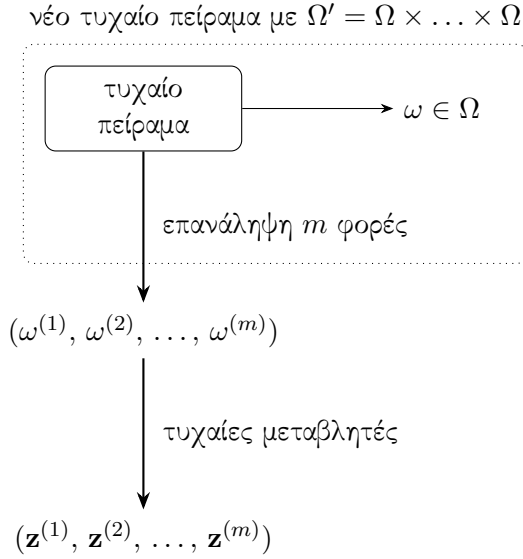 νέο τυχαίο πείραμα με Ω′ = Ω × . . . × Ω
τυχαίο
πείραμα
ω ∈ Ω
επανάληψη m φορές
(ω⁽¹⁾, ω⁽²⁾, . . . , ω⁽ᵐ⁾)
τυχαίες μεταβλητές
(𝐳⁽¹⁾, 𝐳⁽²⁾, . . . , 𝐳⁽ᵐ⁾)